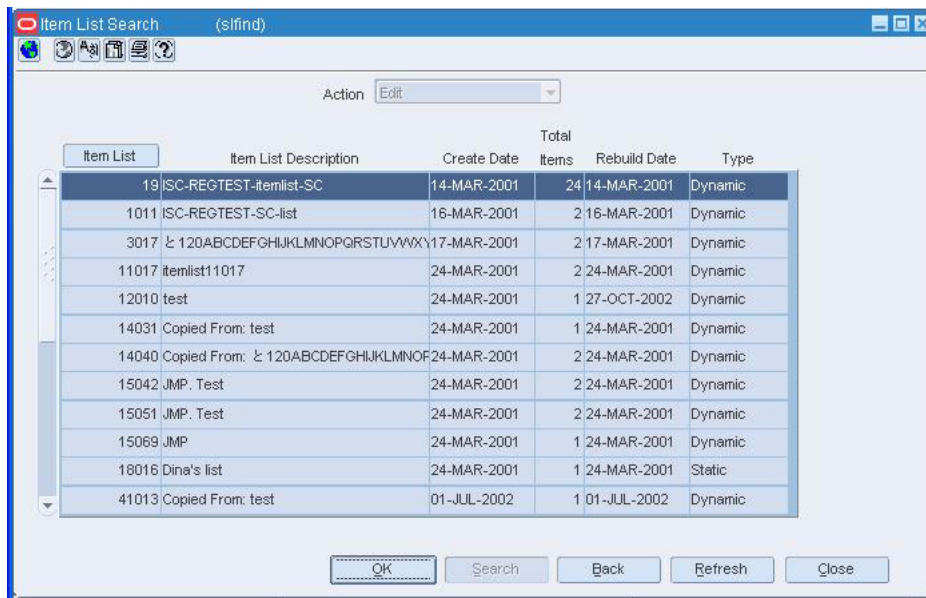 Item List Search (slfind)
Action Edit
Total
Item List Item List Description Create Date Items Rebuild Date Type
19 ISC-REGTEST-itemlist-SC 14-MAR-2001 24 14-MAR-2001 Dynamic
1011 ISC-REGTEST-SC-list 16-MAR-2001 2 16-MAR-2001 Dynamic
3017 と120ABCDEFGHIJKLMNOPQRSTUVWXY 17-MAR-2001 2 17-MAR-2001 Dynamic
11017 itemlist11017 24-MAR-2001 2 24-MAR-2001 Dynamic
12010 test 24-MAR-2001 1 27-OCT-2002 Dynamic
14031 Copied From: test 24-MAR-2001 1 24-MAR-2001 Dynamic
14040 Copied From: と120ABCDEFGHIJKLMNOP 24-MAR-2001 2 24-MAR-2001 Dynamic
15042 JMP. Test 24-MAR-2001 2 24-MAR-2001 Dynamic
15051 JMP. Test 24-MAR-2001 2 24-MAR-2001 Dynamic
15069 JMP 24-MAR-2001 1 24-MAR-2001 Dynamic
18016 Dina's list 24-MAR-2001 1 24-MAR-2001 Static
41013 Copied From: test 01-JUL-2002 1 01-JUL-2002 Dynamic
OK Search Back Refresh Close